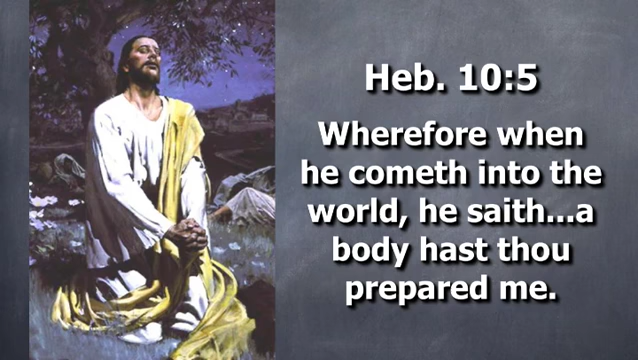 Heb. 10:5
Wherefore when
he cometh into the
world, he saith...a
body hast thou
prepared me.